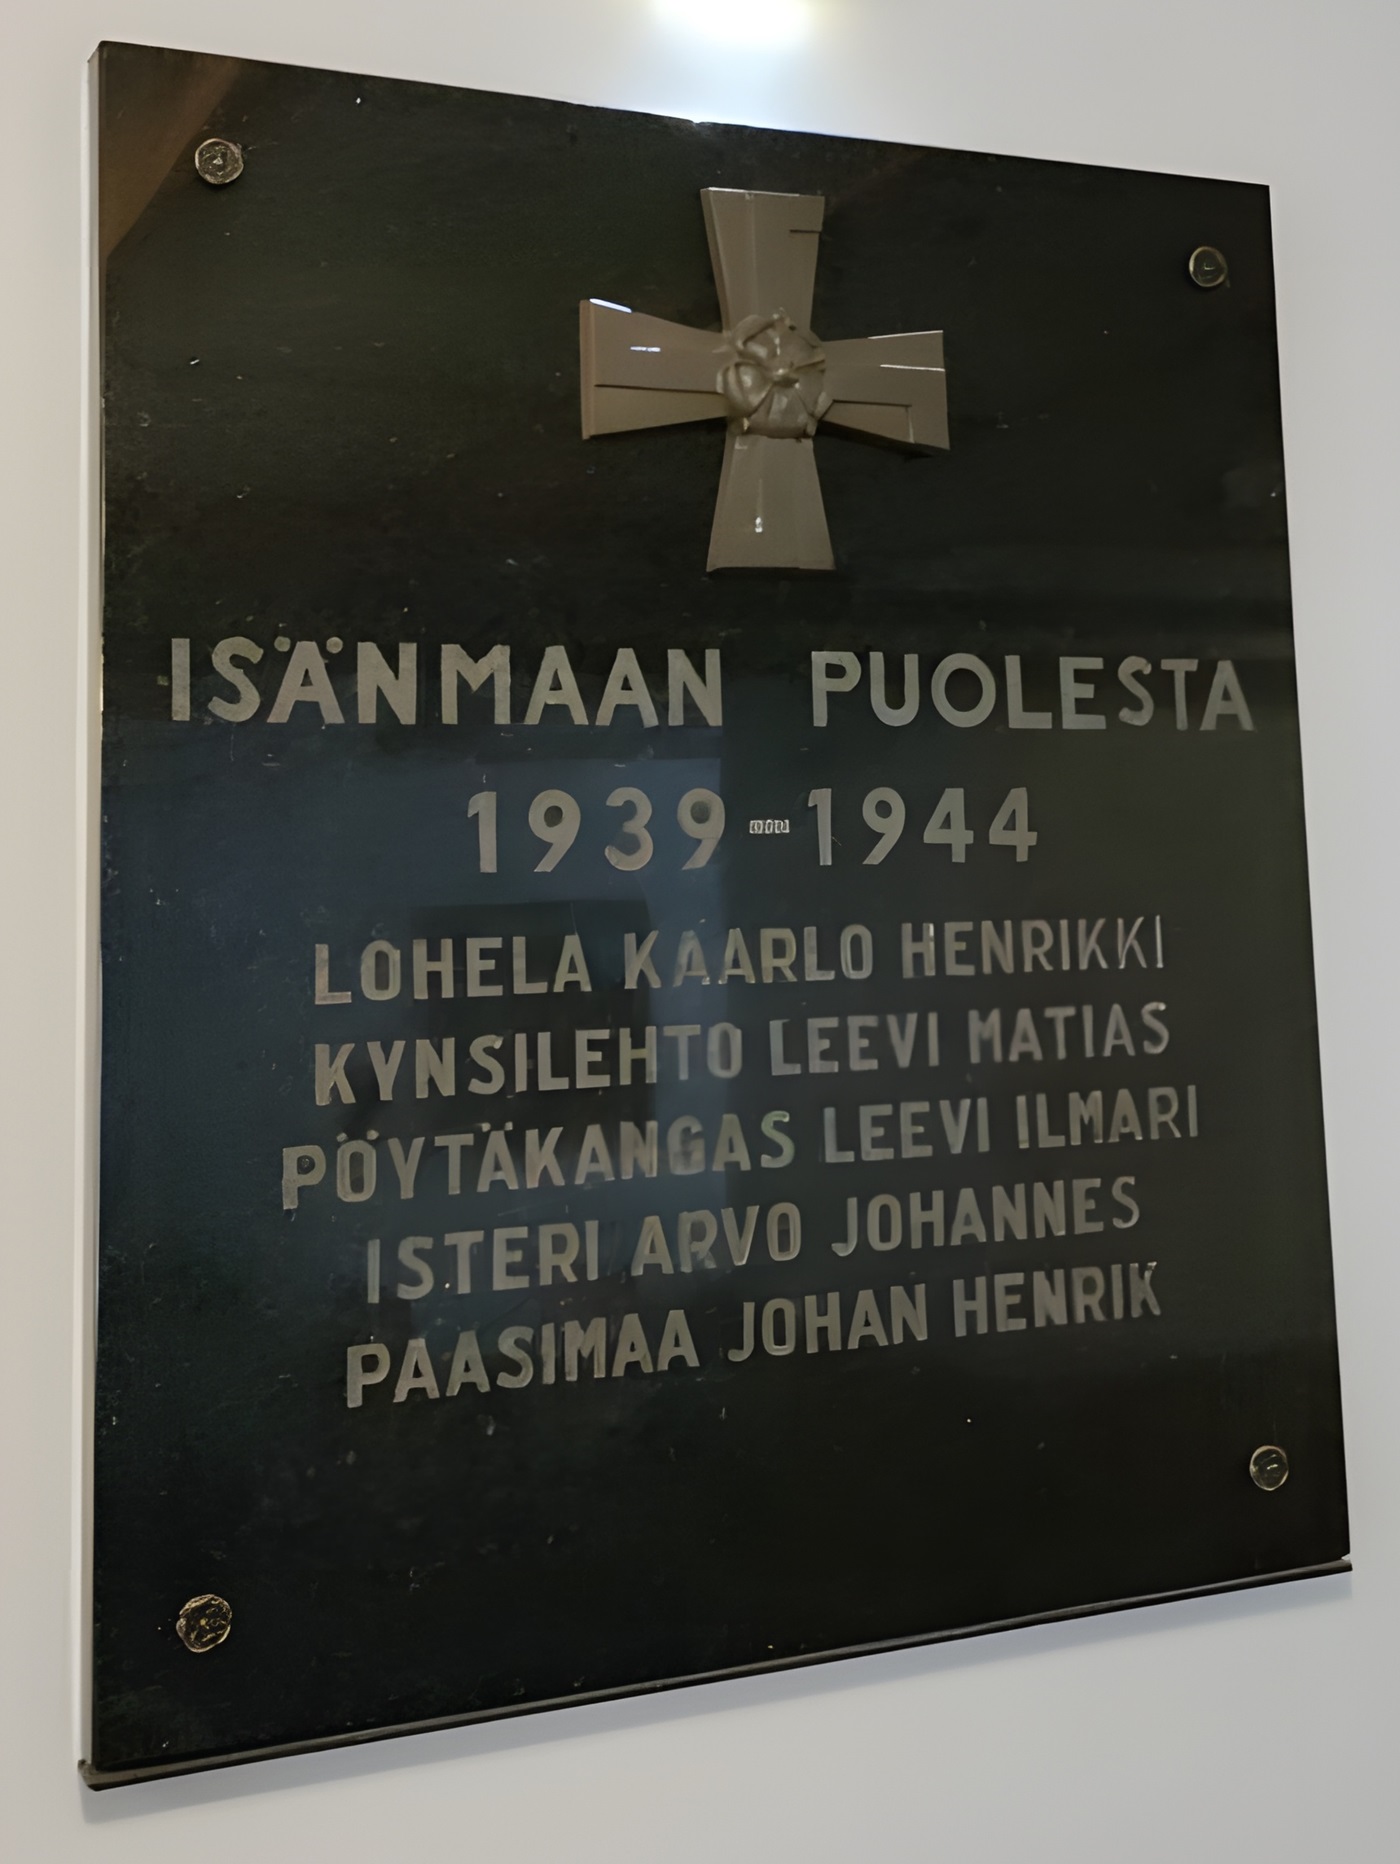 ISÄNMAAN PUOLESTA
1939-1944
LOHELA KAARLO HENRIKKI
KYNSILEHTO LEEVI MATIAS
PÖYTÄKANGAS LEEVI ILMARI
ISTERI ARVO JOHANNES
PAASIMAA JOHAN HENRIK